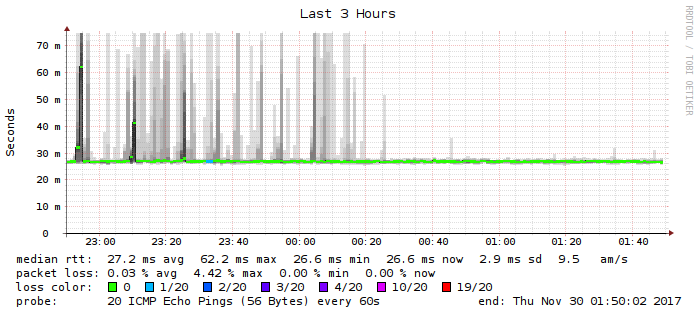 Last 3 Hours
RRDTOOL / TOBI OETIKER
Seconds
70 m
60 m
50 m
40 m
30 m
20 m
10 m
0
23:00 23:20 23:40 00:00 00:20 00:40 01:00 01:20 01:40
median rtt: 27.2 ms avg 62.2 ms max 26.6 ms min 26.6 ms now 2.9 ms sd 9.5 am/s
packet loss: 0.03 % avg 4.42 % max 0.00 % min 0.00 % now
loss color: 0 1/20 2/20 3/20 4/20 10/20 19/20
probe: 20 ICMP Echo Pings (56 Bytes) every 60s end: Thu Nov 30 01:50:02 2017